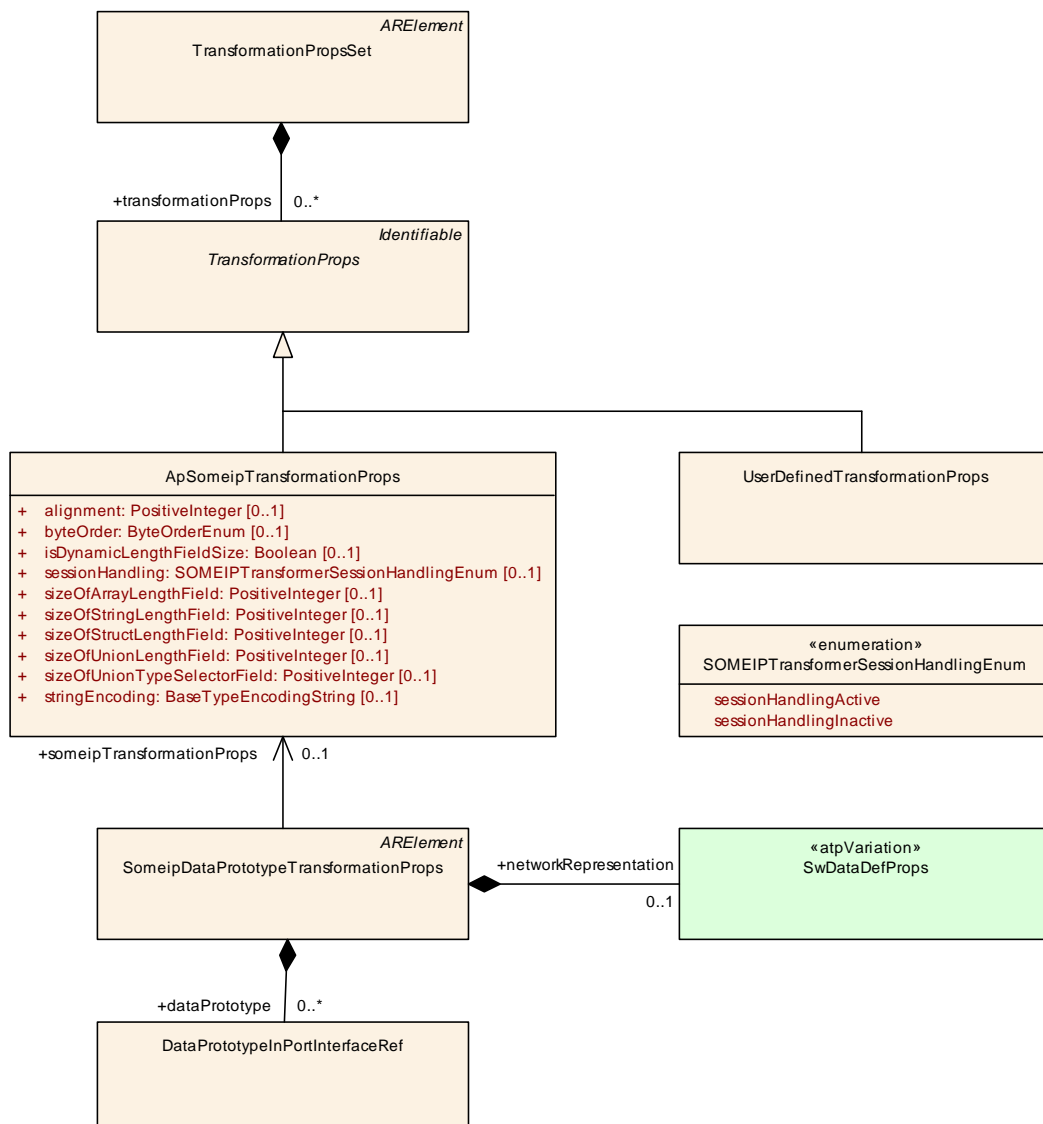 ARElement
TransformationPropsSet
+transformationProps 0..*
Identifiable
TransformationProps
ApSomeipTransformationProps
+ alignment: PositiveInteger [0..1]
+ byteOrder: ByteOrderEnum [0..1]
+ isDynamicLengthFieldSize: Boolean [0..1]
+ sessionHandling: SOMEIPTransformerSessionHandlingEnum [0..1]
+ sizeOfArrayLengthField: PositiveInteger [0..1]
+ sizeOfStringLengthField: PositiveInteger [0..1]
+ sizeOfStructLengthField: PositiveInteger [0..1]
+ sizeOfUnionLengthField: PositiveInteger [0..1]
+ sizeOfUnionTypeSelectorField: PositiveInteger [0..1]
+ stringEncoding: BaseTypeEncodingString [0..1]
UserDefinedTransformationProps
«enumeration»
SOMEIPTransformerSessionHandlingEnum
sessionHandlingActive
sessionHandlingInactive
+someipTransformationProps 0..1
ARElement
SomeipDataPrototypeTransformationProps
+networkRepresentation
0..1
«atpVariation»
SwDataDefProps
+dataPrototype 0..*
DataPrototypeInPortInterfaceRef